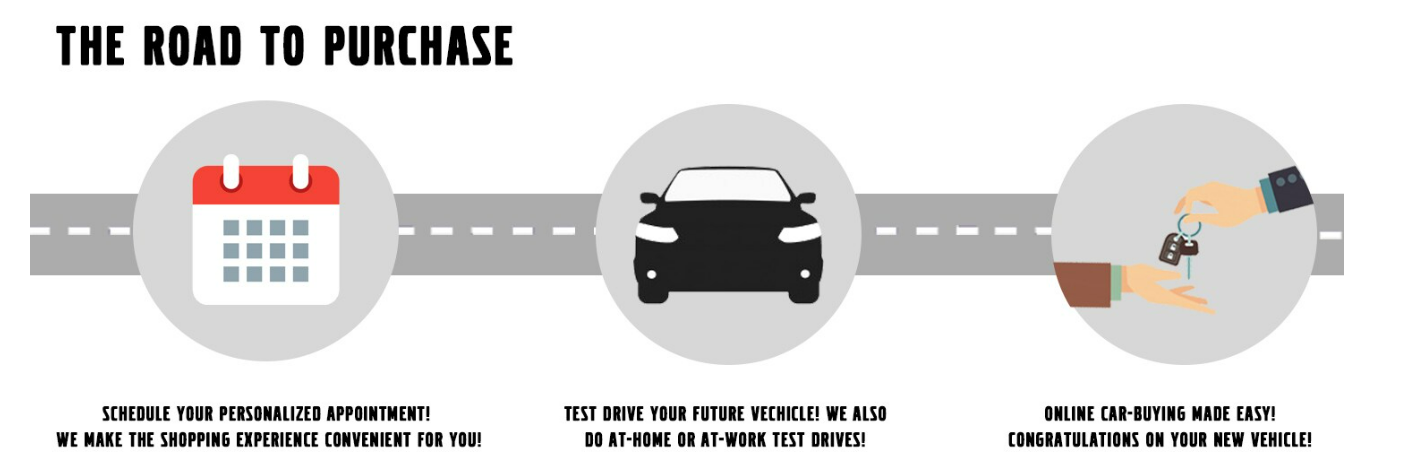 THE ROAD TO PURCHASE
SCHEDULE YOUR PERSONALIZED APPOINTMENT!
WE MAKE THE SHOPPING EXPERIENCE CONVENIENT FOR YOU!
TEST DRIVE YOUR FUTURE VECHICLE! WE ALSO
DO AT-HOME OR AT-WORK TEST DRIVES!
ONLINE CAR-BUYING MADE EASY!
CONGRATULATIONS ON YOUR NEW VEHICLE!